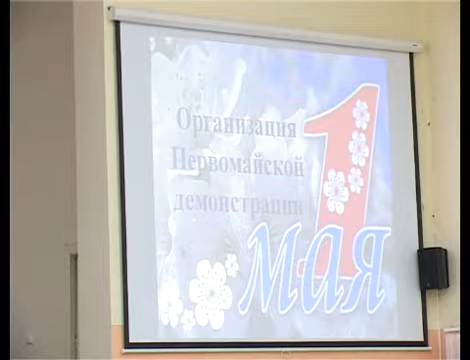 Организация
Первомайской
демонстрации
1
МАЯ